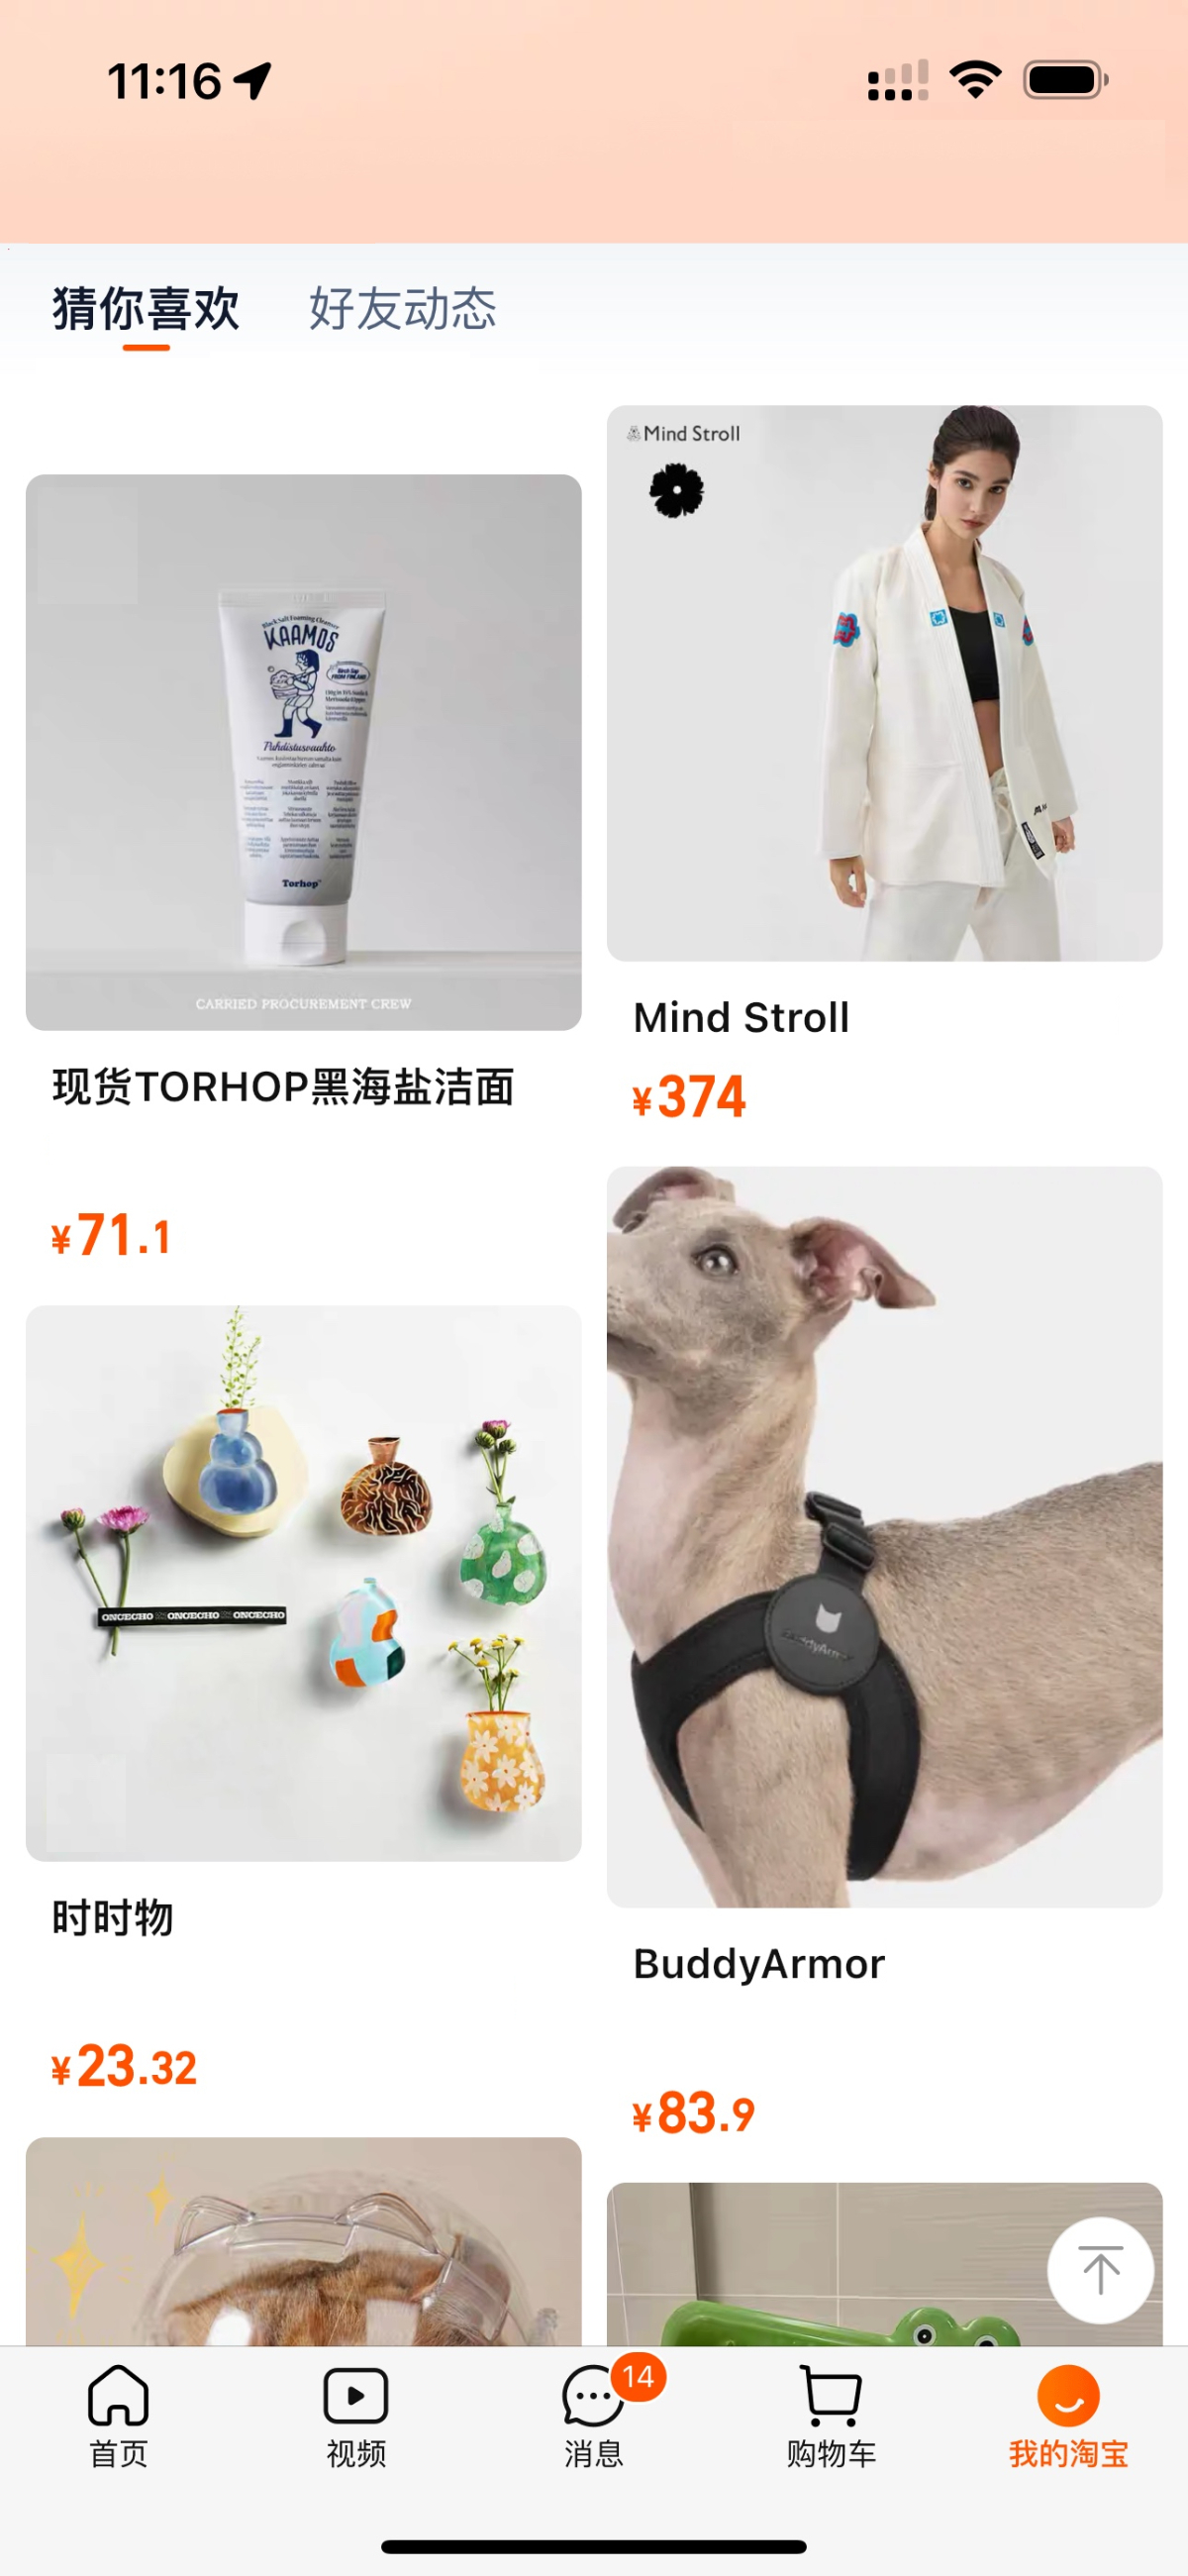 11:16
猜你喜欢
好友动态
Black Salt Foaming Cleanser
KAAMOS
FROM FINLAND
Puhdistusvaahto
Torhop
CARRIED PROCUREMENT CREW
现货TORHOP黑海盐洁面
¥71.1
Mind Stroll
Mind Stroll
¥374
ONCECHO ONCECHO ONCECHO
时时物
¥23.32
BuddyArmor
BuddyArmor
¥83.9
首页
视频
14
消息
购物车
我的淘宝